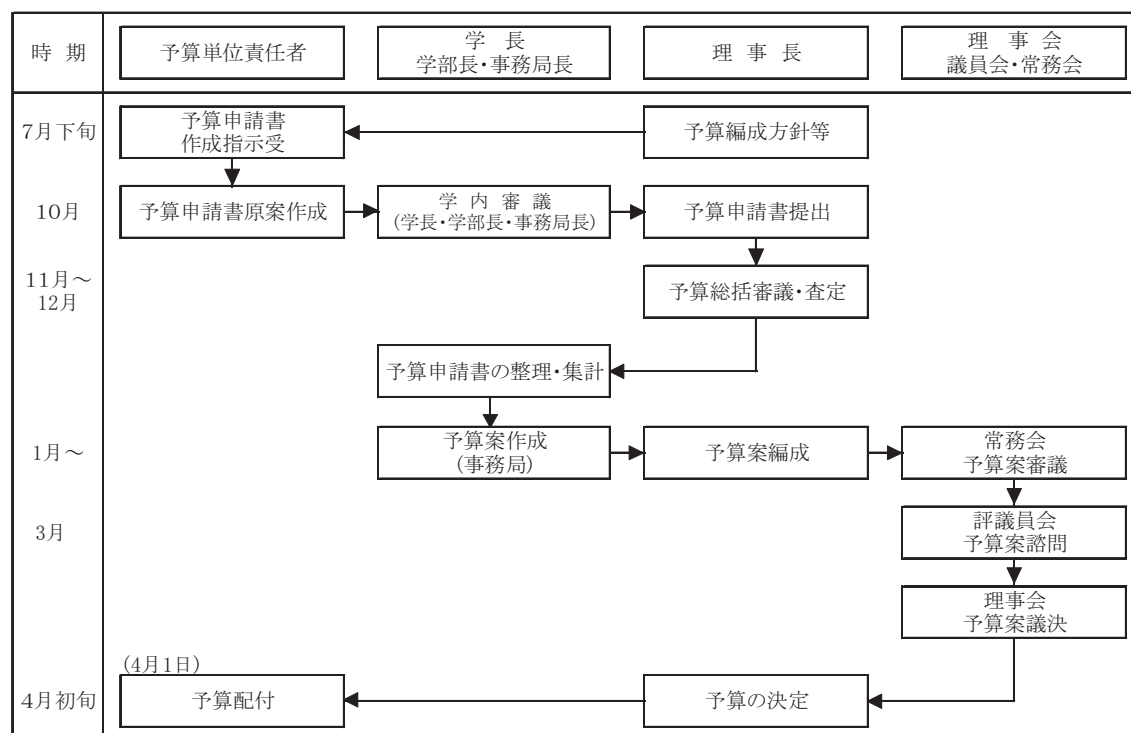 時 期
予算単位責任者
学 長
学部長・事務局長
理 事 長
理 事 会
議員会・常務会
7月下旬
予算申請書
作成指示受
予算編成方針等
10月
予算申請書原案作成
学 内 審 議
(学長・学部長・事務局長)
予算申請書提出
11月～
12月
予算総括審議・査定
予算申請書の整理・集計
1月～
予算案作成
(事務局)
予算案編成
常務会
予算案審議
3月
評議員会
予算案諮問
理事会
予算案議決
(4月1日)
4月初旬
予算配付
予算の決定